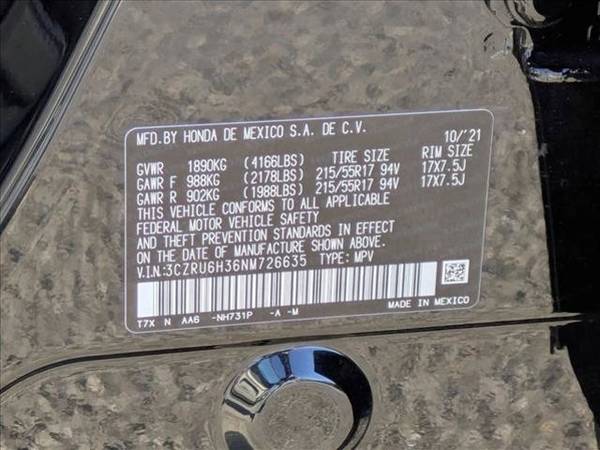 MFD.BY HONDA DE MEXICO S.A. DE C.V. 10/'21
GVWR 1890KG (4166LBS) TIRE SIZE RIM SIZE
GAWR F 988KG (2178LBS) 215/55R17 94V 17X7.5J
GAWR R 902KG (1988LBS) 215/55R17 94V 17X7.5J
THIS VEHICLE CONFORMS TO ALL APPLICABLE
FEDERAL MOTOR VEHICLE SAFETY
AND THEFT PREVENTION STANDARDS IN EFFECT
ON THE DATE OF MANUFACTURE SHOWN ABOVE.
V.I.N:3CZRU6H36NM726635 TYPE: MPV
T7X N AA6 -NH731P -A -M MADE IN MEXICO